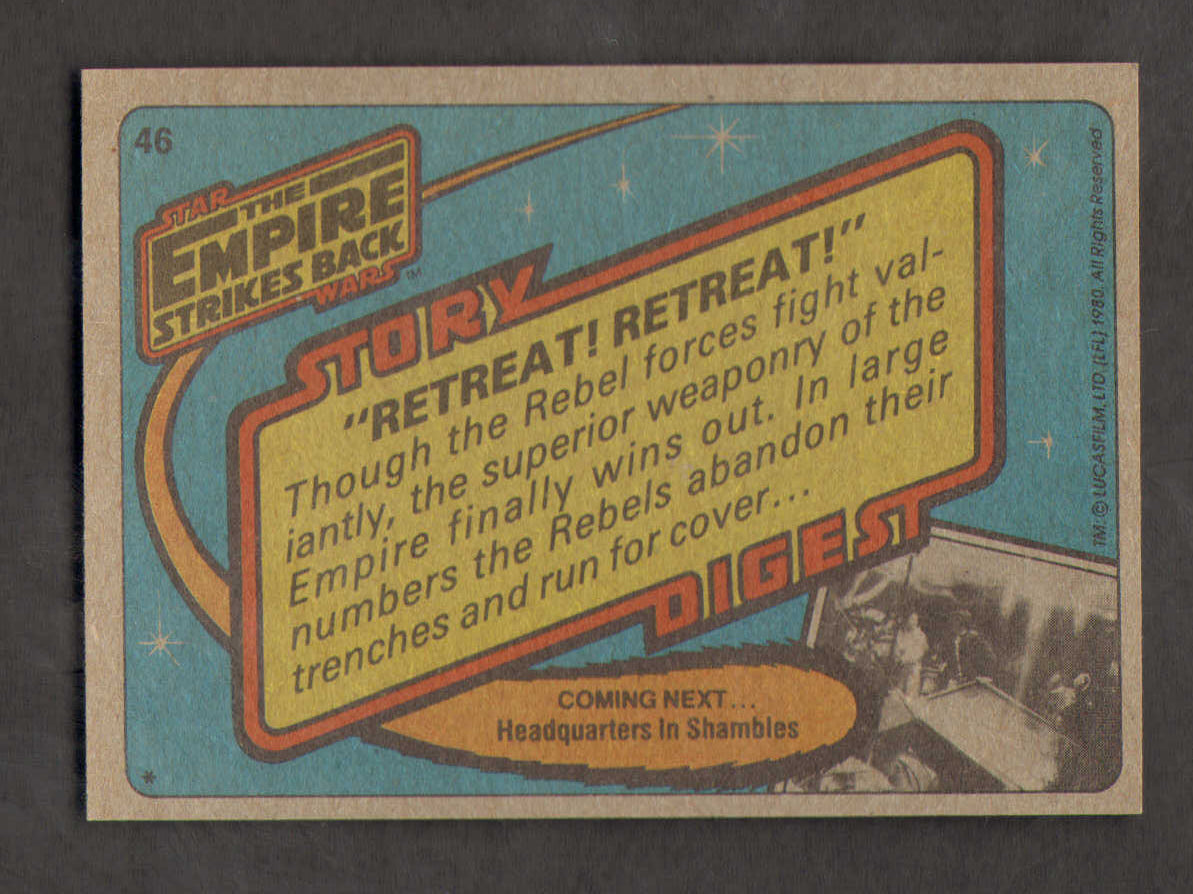 46
STAR
THE
EMPIRE
STRIKES BACK
WARS™
STORY
"RETREAT! RETREAT!"
Though the Rebel forces fight val-
iantly, the superior weaponry of the
Empire finally wins out. In large
numbers the Rebels abandon their
trenches and run for cover...
DIGEST
COMING NEXT...
Headquarters In Shambles
*
TM: © LUCASFILM, LTD. (LFL) 1980. All Rights Reserved